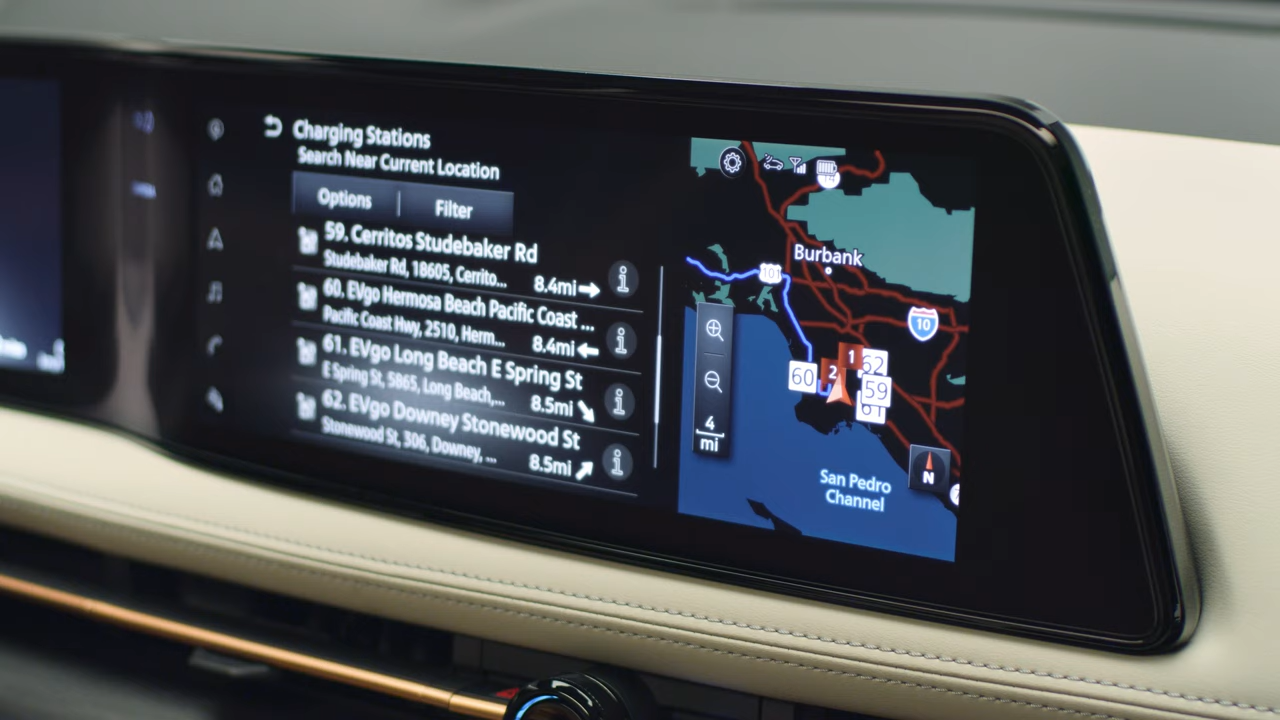 Charging Stations
Search Near Current Location
Options
Filter
59. Cerritos Studebaker Rd
Studebaker Rd, 18605, Cerrito...
8.4mi
60. EVgo Hermosa Beach Pacific Coast ...
Pacific Coast Hwy, 2510, Herm...
8.4mi
61. EVgo Long Beach E Spring St
E Spring St, 5865, Long Beach,...
8.5mi
62. EVgo Downey Stonewood St
Stonewood St, 306, Downey, ...
8.5mi
Burbank
101
10
1
62
60
2
59
61
4
mi
N
San Pedro
Channel